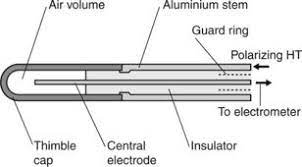 Air volume
Aluminium stem
Guard ring
Polarizing HT
To electrometer
Thimble
cap
Central
electrode
Insulator